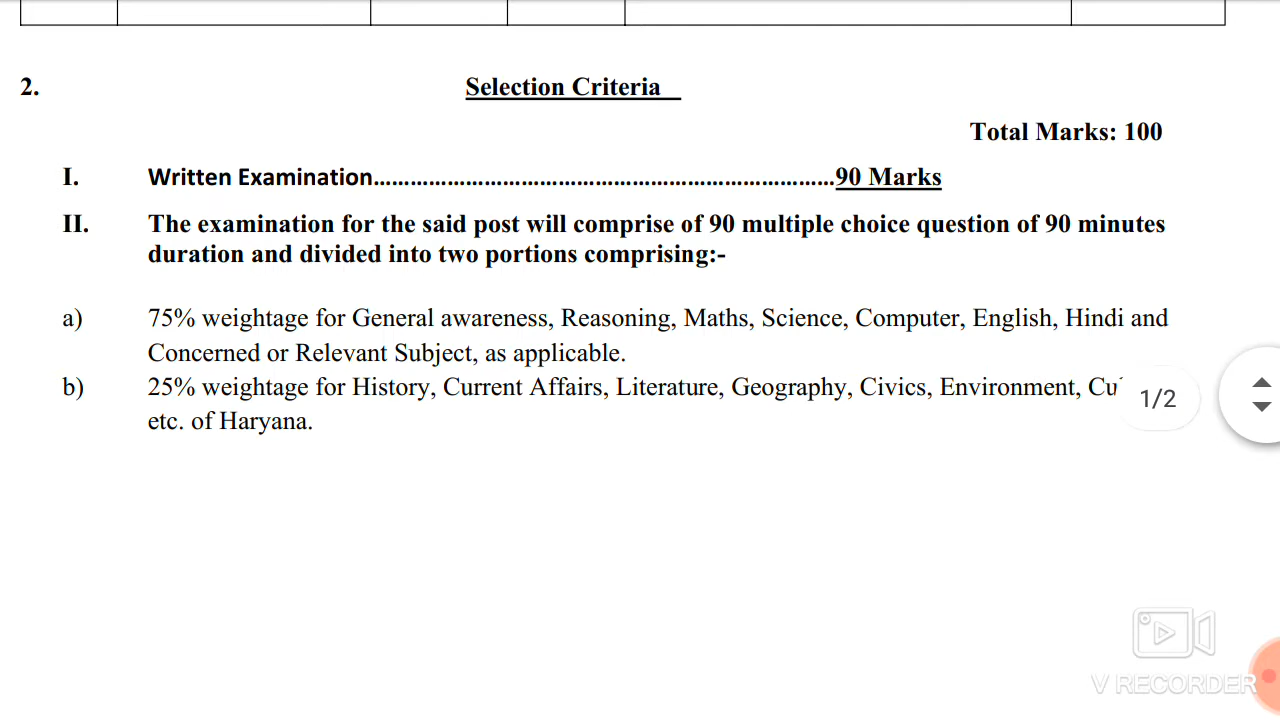 2. Selection Criteria
Total Marks: 100
I. Written Examination...........................................................................90 Marks
II. The examination for the said post will comprise of 90 multiple choice question of 90 minutes
duration and divided into two portions comprising:-
a) 75% weightage for General awareness, Reasoning, Maths, Science, Computer, English, Hindi and
Concerned or Relevant Subject, as applicable.
b) 25% weightage for History, Current Affairs, Literature, Geography, Civics, Environment,
1/2
etc. of Haryana.
V RECORDER